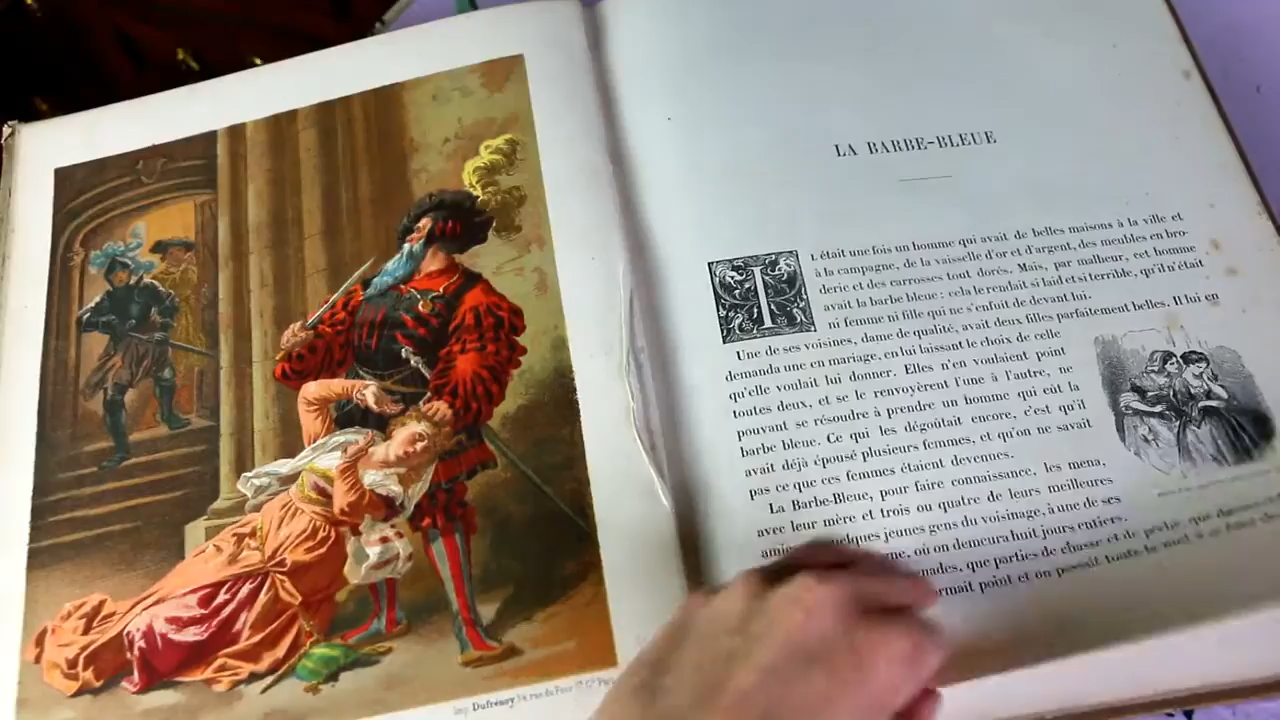 LA BARBE-BLEUE
IL était une fois un homme qui avait de belles maisons à la ville et
à la campagne, de la vaisselle d'or et d'argent, des meubles en bro-
derie et des carrosses tout dorés. Mais, par malheur, cet homme
avait la barbe bleue : cela le rendait si laid et si terrible, qu'il n'était
ni femme ni fille qui ne s'enfuît de devant lui.
Une de ses voisines, dame de qualité, avait deux filles parfaitement belles. Il lui en
demanda une en mariage, en lui laissant le choix de celle
qu'elle voulait lui donner. Elles n'en voulaient point
toutes deux, et se le renvoyèrent l'une à l'autre, ne
pouvant se résoudre à prendre un homme qui eût la
barbe bleue. Ce qui les dégoûtait encore, c'est qu'il
avait déjà épousé plusieurs femmes, et qu'on ne savait
pas ce que ces femmes étaient devenues.
La Barbe-Bleue, pour faire connaissance, les mena,
avec leur mère et trois ou quatre de leurs meilleures
jeunes gens du voisinage, à une de ses
où on demeura huit jours entiers.
que parties de chasse et de pêche, que
point et on passait toute la nuit à se
Imp. Dufrénoy, rue du Four